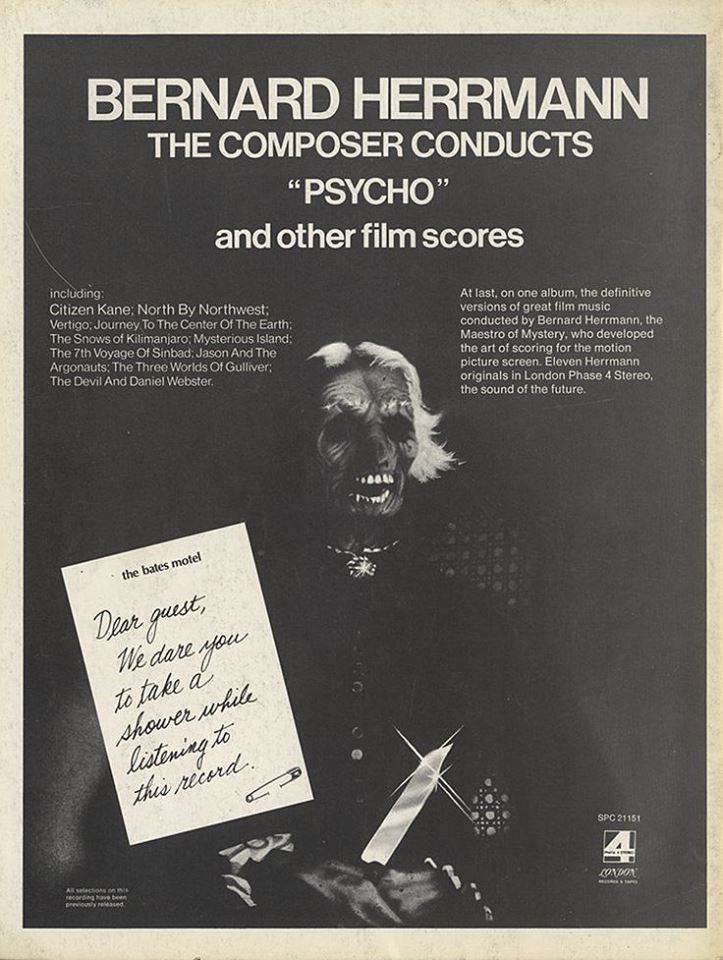 BERNARD HERRMANN
THE COMPOSER CONDUCTS
“PSYCHO”
and other film scores
including:
Citizen Kane; North By Northwest;
Vertigo; Journey To The Center Of The Earth;
The Snows of Kilimanjaro; Mysterious Island;
The 7th Voyage Of Sinbad; Jason And The
Argonauts; The Three Worlds Of Gulliver;
The Devil And Daniel Webster.
At last, on one album, the definitive
versions of great film music
conducted by Bernard Herrmann, the
Maestro of Mystery, who developed
the art of scoring for the motion
picture screen. Eleven Herrmann
originals in London Phase 4 Stereo,
the sound of the future.
the bates motel
Dear guest,
We dare you
to take a
shower while
listening to
this record.
SPC 21151
4
PHASE 4 STEREO
LONDON
RECORDS & TAPES
All selections on this
recording have been
previously released.